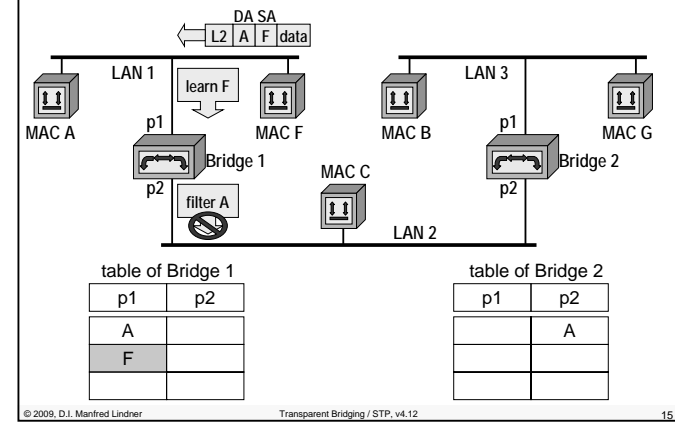 DA SA
L2 A F data
LAN 1
LAN 3
learn F
MAC A
p1
MAC F
MAC B
p1
MAC G
Bridge 1
Bridge 2
MAC C
p2
p2
filter A
LAN 2
table of Bridge 1
table of Bridge 2
p1 p2
p1 p2
A
A
F
© 2009, D.I. Manfred Lindner
Transparent Bridging / STP, v4.12
15